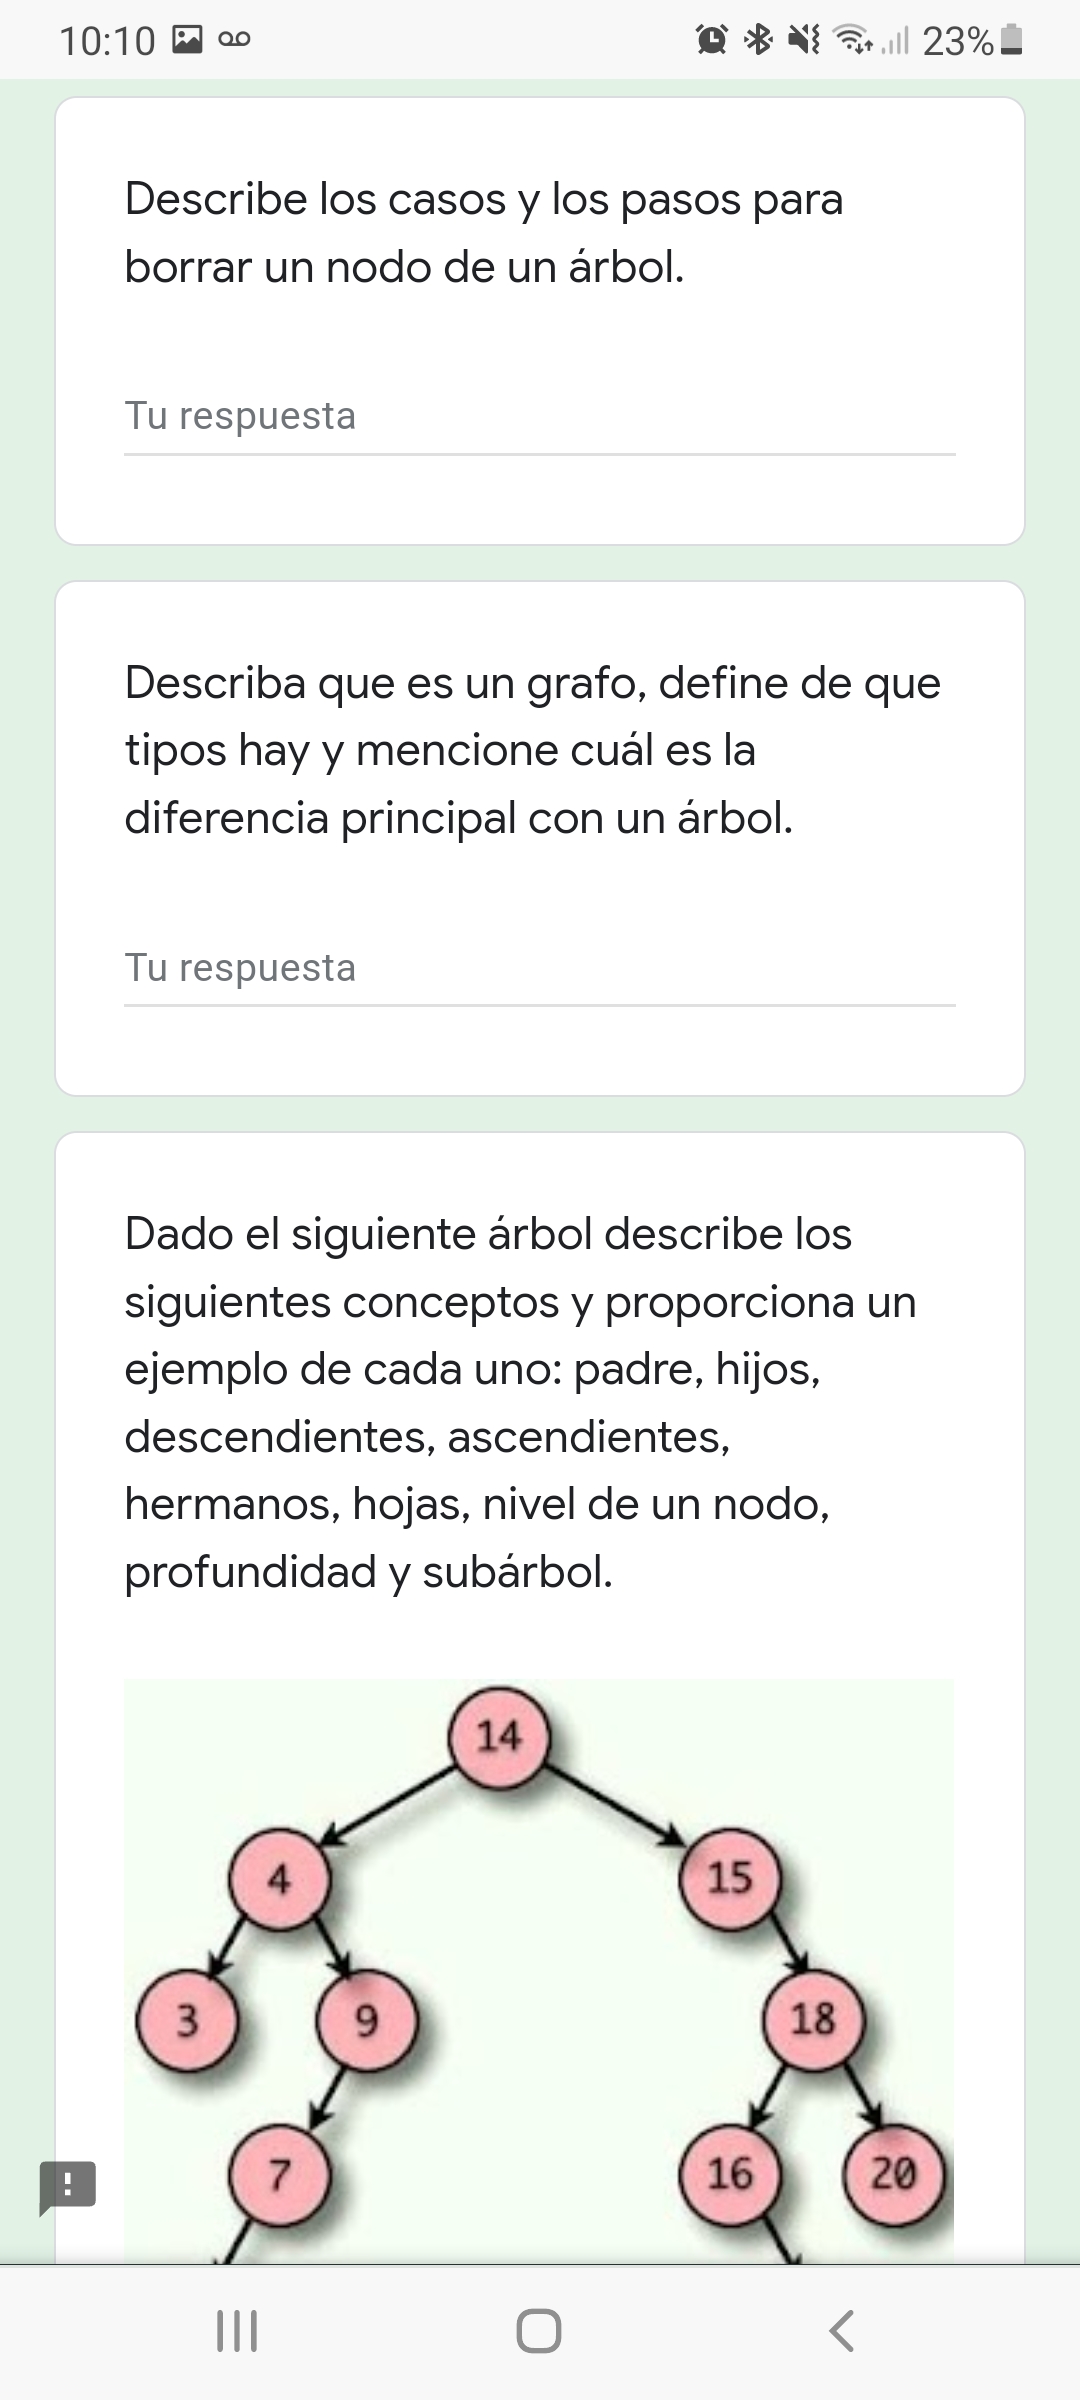 10:10 23%
Describe los casos y los pasos para
borrar un nodo de un árbol.
Tu respuesta
Describa que es un grafo, define de que
tipos hay y mencione cuál es la
diferencia principal con un árbol.
Tu respuesta
Dado el siguiente árbol describe los
siguientes conceptos y proporciona un
ejemplo de cada uno: padre, hijos,
descendientes, ascendientes,
hermanos, hojas, nivel de un nodo,
profundidad y subárbol.
14
4 15
3 9 18
7 16 20